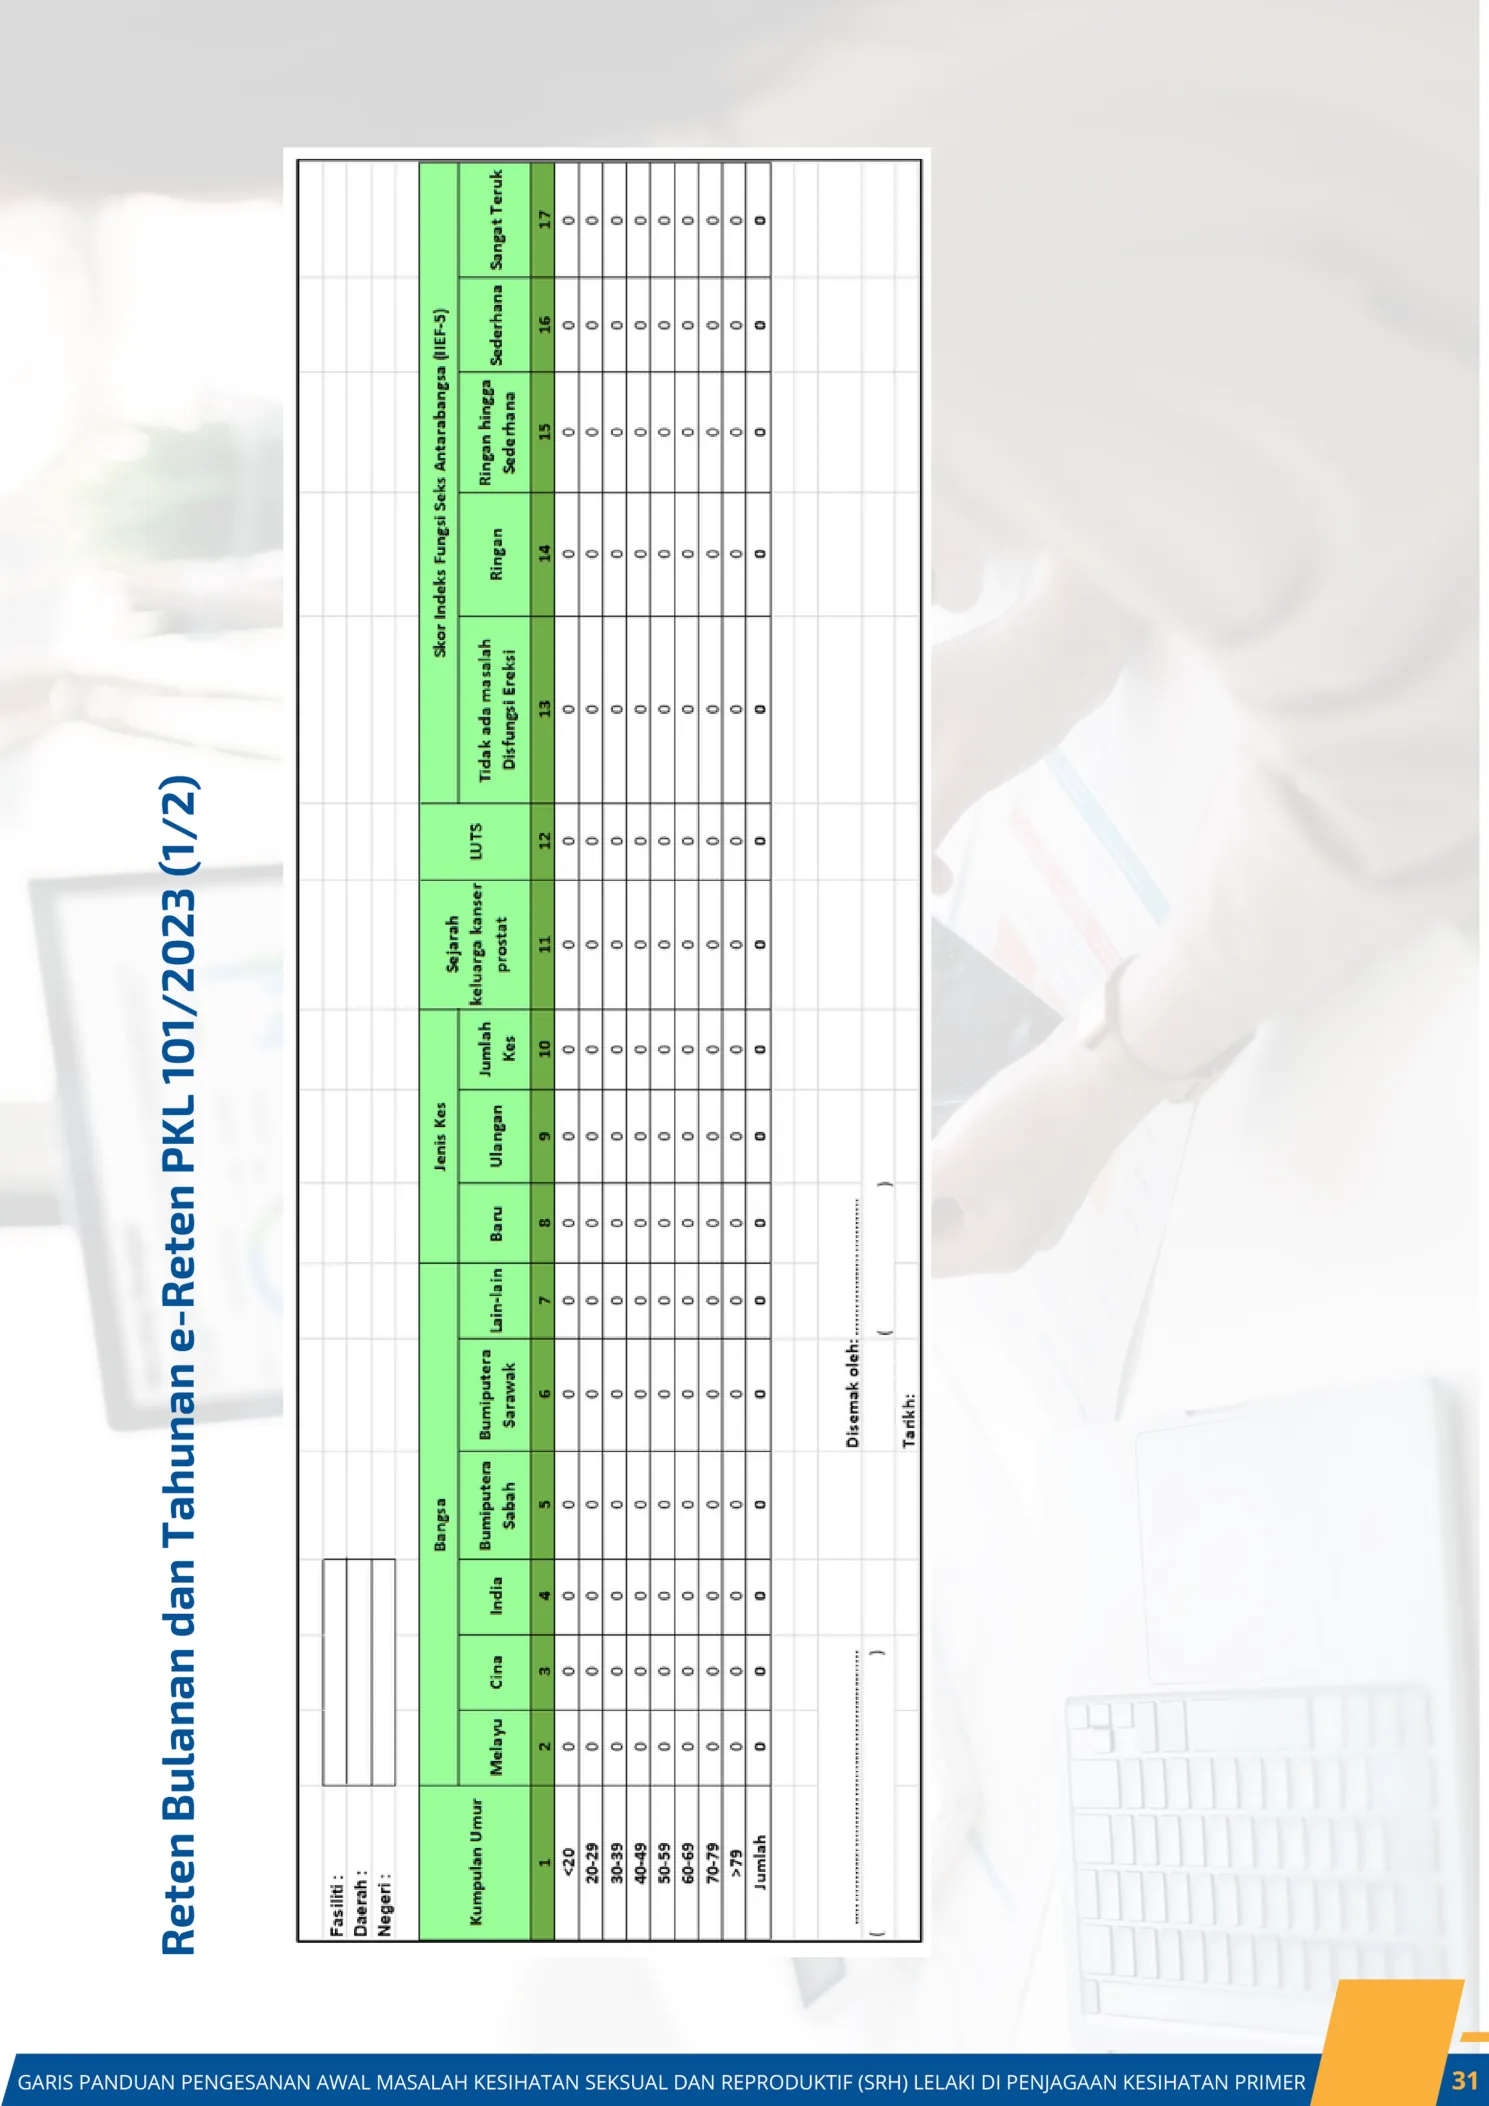 Reten Bulanan dan Tahunan e-Reten PKL 101/2023 (1/2)
Fasiliti :
Daerah :
Negeri :
Kumpulan Umur Bangsa Jenis Kes Sejarah keluarga kanser prostat LUTS Skor Indeks Fungsi Seks Antarabangsa (IIEF-5)
Melayu Cina India Bumiputera Sabah Bumiputera Sarawak Lain-lain Baru Ulangan Jumlah Kes Tidak ada masalah Disfungsi Ereksi Ringan Ringan hingga Sederhana Sederhana Sangat Teruk
1 2 3 4 5 6 7 8 9 10 11 12 13 14 15 16 17
<20 0 0 0 0 0 0 0 0 0 0 0 0 0 0 0 0
20-29 0 0 0 0 0 0 0 0 0 0 0 0 0 0 0 0
30-39 0 0 0 0 0 0 0 0 0 0 0 0 0 0 0 0
40-49 0 0 0 0 0 0 0 0 0 0 0 0 0 0 0 0
50-59 0 0 0 0 0 0 0 0 0 0 0 0 0 0 0 0
60-69 0 0 0 0 0 0 0 0 0 0 0 0 0 0 0 0
70-79 0 0 0 0 0 0 0 0 0 0 0 0 0 0 0 0
>79 0 0 0 0 0 0 0 0 0 0 0 0 0 0 0 0
Jumlah 0 0 0 0 0 0 0 0 0 0 0 0 0 0 0 0
Disemak oleh:
( ) ( )
Tarikh:
GARIS PANDUAN PENGESANAN AWAL MASALAH KESIHATAN SEKSUAL DAN REPRODUKTIF (SRH) LELAKI DI PENJAGAAN KESIHATAN PRIMER 31